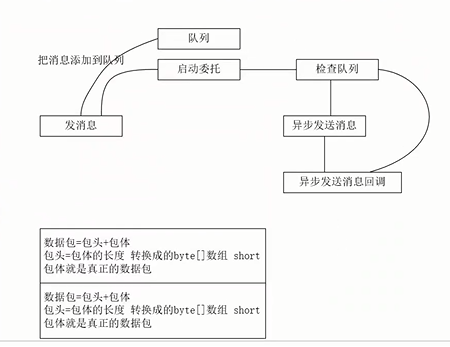 队列
把消息添加到队列
启动委托
检查队列
发消息
异步发送消息
异步发送消息回调
数据包=包头+包体
包头=包体的长度 转换成的byte[]数组 short
包体就是真正的数据包
数据包=包头+包体
包头=包体的长度 转换成的byte[]数组 short
包体就是真正的数据包